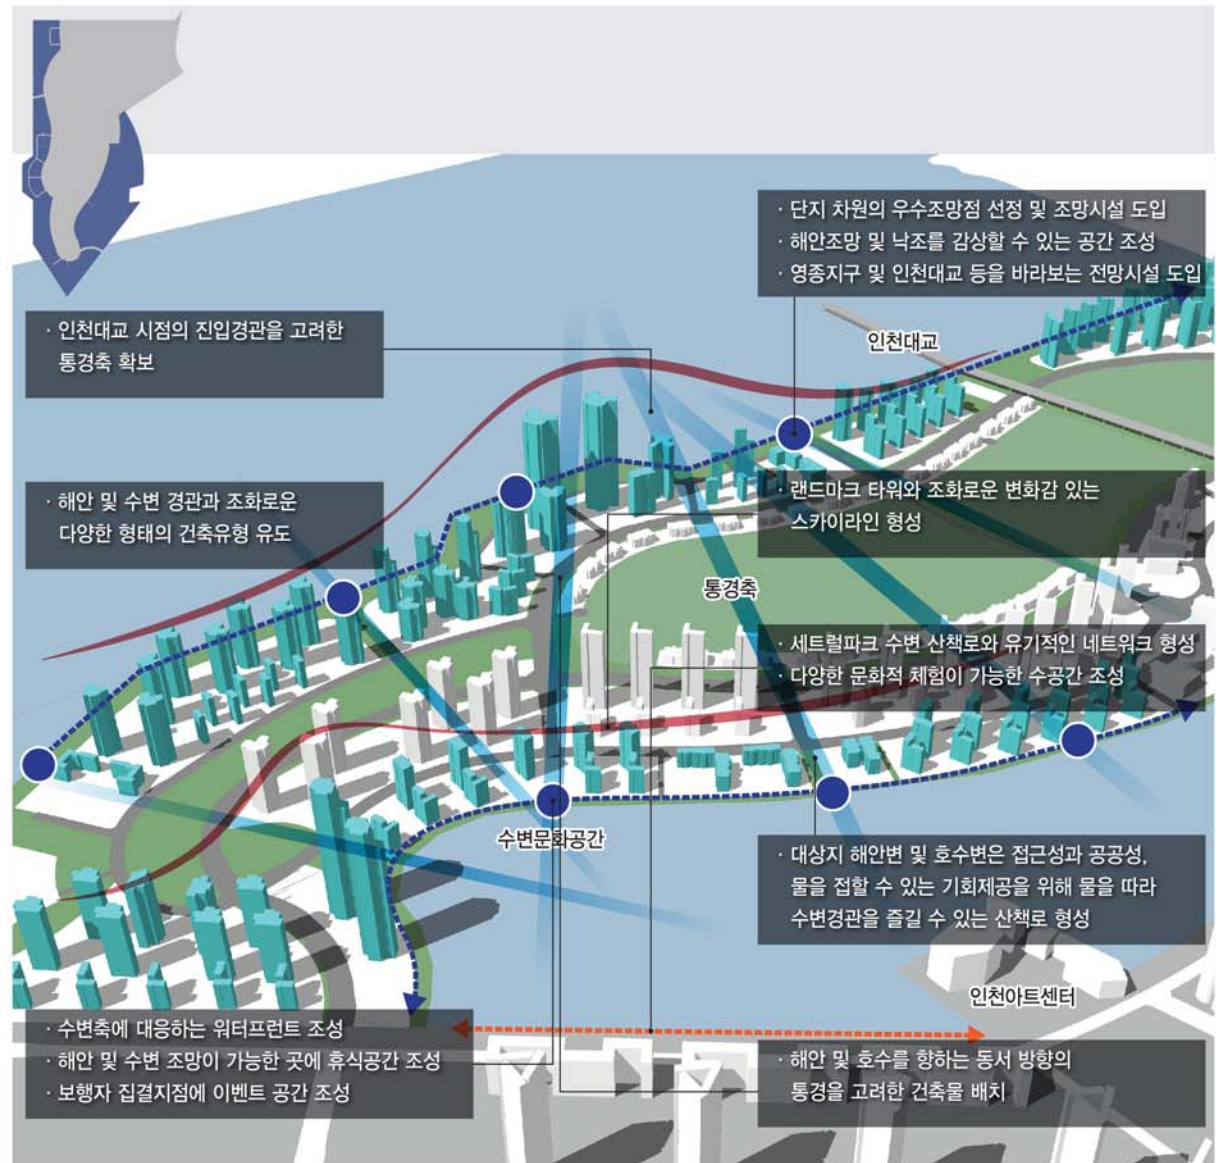 · 단지 차원의 우수조망점 선정 및 조망시설 도입
· 해안조망 및 낙조를 감상할 수 있는 공간 조성
· 영종지구 및 인천대교 등을 바라보는 전망시설 도입
· 인천대교 시점의 진입경관을 고려한
통경축 확보
인천대교
· 해안 및 수변 경관과 조화로운
다양한 형태의 건축유형 유도
· 랜드마크 타워와 조화로운 변화감 있는
스카이라인 형성
통경축
· 세트럴파크 수변 산책로와 유기적인 네트워크 형성
· 다양한 문화적 체험이 가능한 수공간 조성
수변문화공간
· 대상지 해안변 및 호수변은 접근성과 공공성,
물을 접할 수 있는 기회제공을 위해 물을 따라
수변경관을 즐길 수 있는 산책로 형성
인천아트센터
· 수변축에 대응하는 워터프런트 조성
· 해안 및 수변 조망이 가능한 곳에 휴식공간 조성
· 보행자 집결지점에 이벤트 공간 조성
· 해안 및 호수를 향하는 동서 방향의
통경을 고려한 건축물 배치